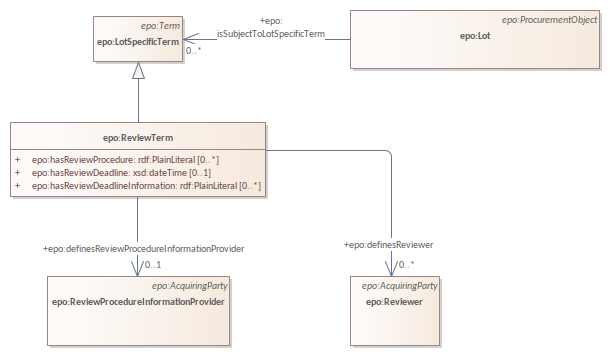 epo:Term
epo:LotSpecificTerm
+epo:
isSubjectToLotSpecificTerm
0..*
epo:ProcurementObject
epo:Lot
epo:ReviewTerm
+ epo:hasReviewProcedure: rdf:PlainLiteral [0..*]
+ epo:hasReviewDeadline: xsd:dateTime [0..1]
+ epo:hasReviewDeadlineInformation: rdf:PlainLiteral [0..*]
+epo:definesReviewProcedureInformationProvider
0..1
+epo:definesReviewer
0..*
epo:AcquiringParty
epo:ReviewProcedureInformationProvider
epo:AcquiringParty
epo:Reviewer